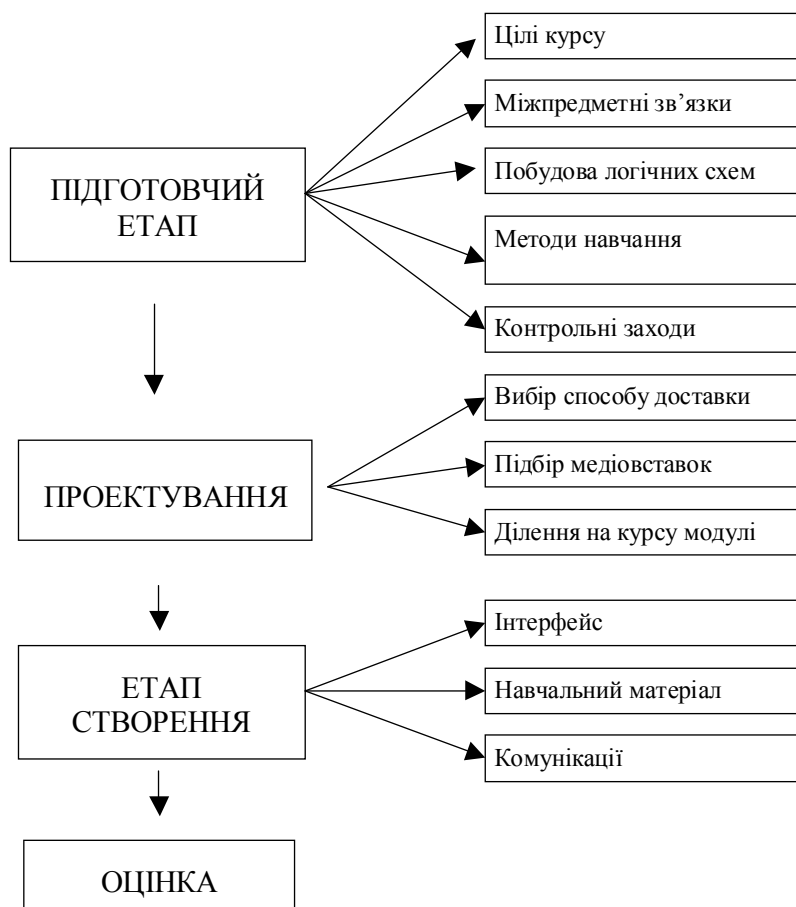 Цілі курсу
Міжпредметні зв’язки
ПІДГОТОВЧИЙ
ЕТАП
Побудова логічних схем
Методи навчання
Контрольні заходи
ПРОЕКТУВАННЯ
Вибір способу доставки
Підбір медіовставок
Ділення на курсу модулі
ЕТАП
СТВОРЕННЯ
Інтерфейс
Навчальний матеріал
Комунікації
ОЦІНКА